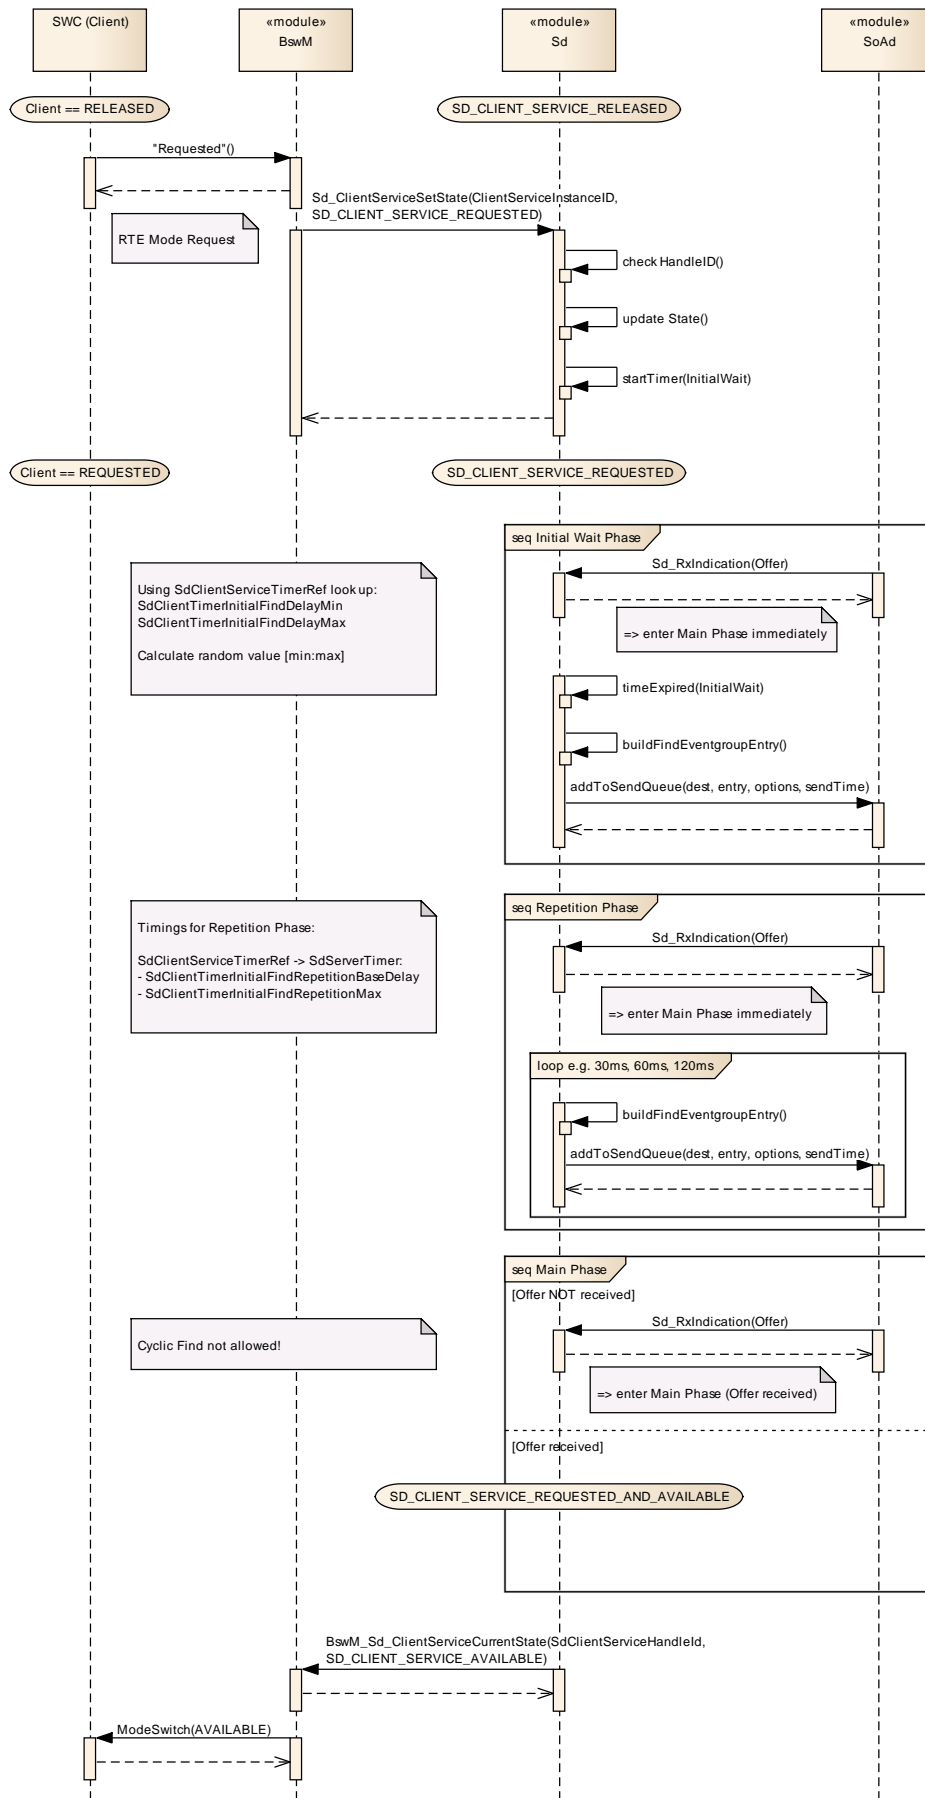 SWC (Client)
«module»
BswM
«module»
Sd
«module»
SoAd
Client == RELEASED
SD_CLIENT_SERVICE_RELEASED
"Requested"()
Sd_ClientServiceSetState(ClientServiceInstanceID,
SD_CLIENT_SERVICE_REQUESTED)
RTE Mode Request
checkHandleID()
update State()
startTimer(InitialWait)
Client == REQUESTED
SD_CLIENT_SERVICE_REQUESTED
seq Initial Wait Phase
Sd_RxIndication(Offer)
Using SdClientServiceTimerRef lookup:
SdClientTimerInitialFindDelayMin
SdClientTimerInitialFindDelayMax
Calculate random value [min:max]
=> enter Main Phase immediately
timeExpired(InitialWait)
buildFindEventgroupEntry()
addToSendQueue(dest, entry, options, sendTime)
seq Repetition Phase
Timings for Repetition Phase:
SdClientServiceTimerRef -> SdServerTimer:
- SdClientTimerInitialFindRepetitionBaseDelay
- SdClientTimerInitialFindRepetitionMax
Sd_RxIndication(Offer)
=> enter Main Phase immediately
loop e.g. 30ms, 60ms, 120ms
buildFindEventgroupEntry()
addToSendQueue(dest, entry, options, sendTime)
seq Main Phase
[Offer NOT received]
Sd_RxIndication(Offer)
Cyclic Find not allowed!
=> enter Main Phase (Offer received)
[Offer received]
SD_CLIENT_SERVICE_REQUESTED_AND_AVAILABLE
BswM_Sd_ClientServiceCurrentState(SdClientServiceHandleId,
SD_CLIENT_SERVICE_AVAILABLE)
ModeSwitch(AVAILABLE)